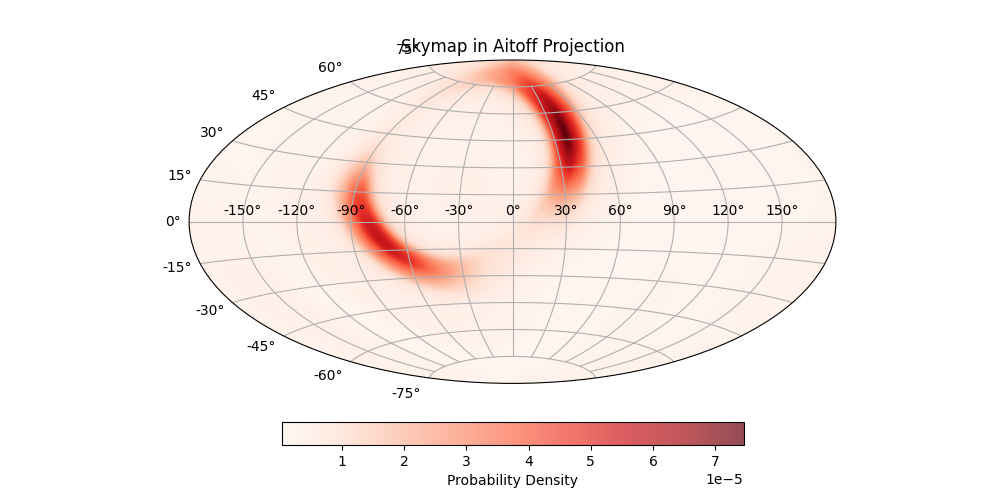 Skymap in Aitoff Projection
75°
60°
45°
30°
15°
-150° -120° -90° -60° -30° 0° 30° 60° 90° 120° 150°
0°
-15°
-30°
-45°
-60°
-75°
1 2 3 4 5 6 7
1e−5
Probability Density